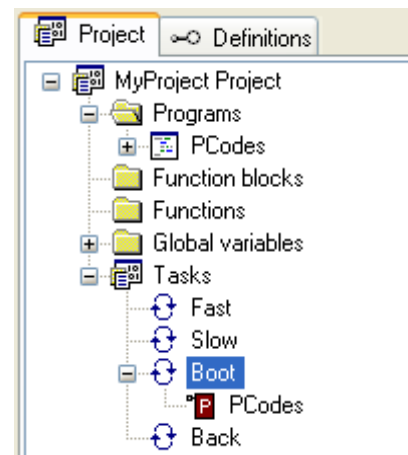 Project Definitions
MyProject Project
Programs
PCodes
Function blocks
Functions
Global variables
Tasks
Fast
Slow
Boot
P PCodes
Back